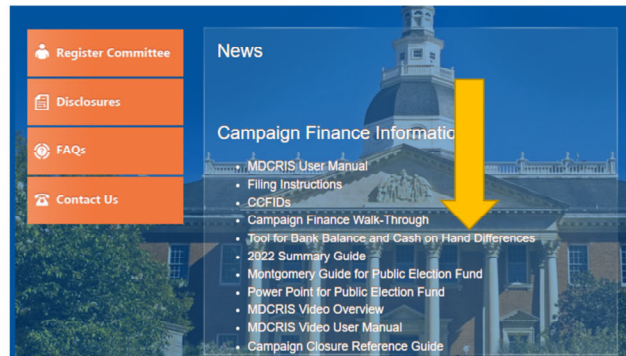 Register Committee
Disclosures
FAQs
Contact Us
News
Campaign Finance Informatio
MDCRIS User Manual
Filing Instructions
CCFIDs
Campaign Finance Walk-Through
Tool for Bank Balance and Cash on Hand Differences
2022 Summary Guide
Montgomery Guide for Public Election Fund
Power Point for Public Election Fund
MDCRIS Video Overview
MDCRIS Video User Manual
Campaign Closure Reference Guide